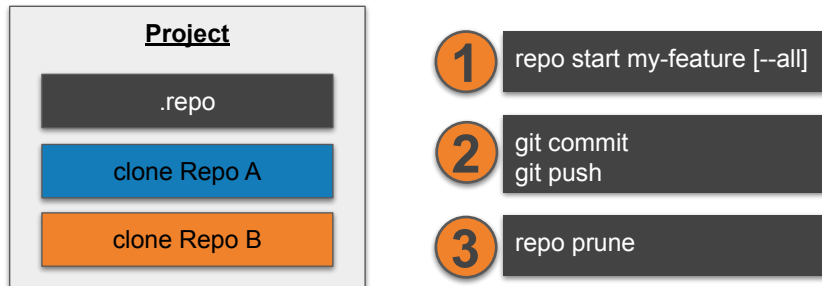 Project
.repo
clone Repo A
clone Repo B
1
repo start my-feature [--all]
2
git commit
git push
3
repo prune